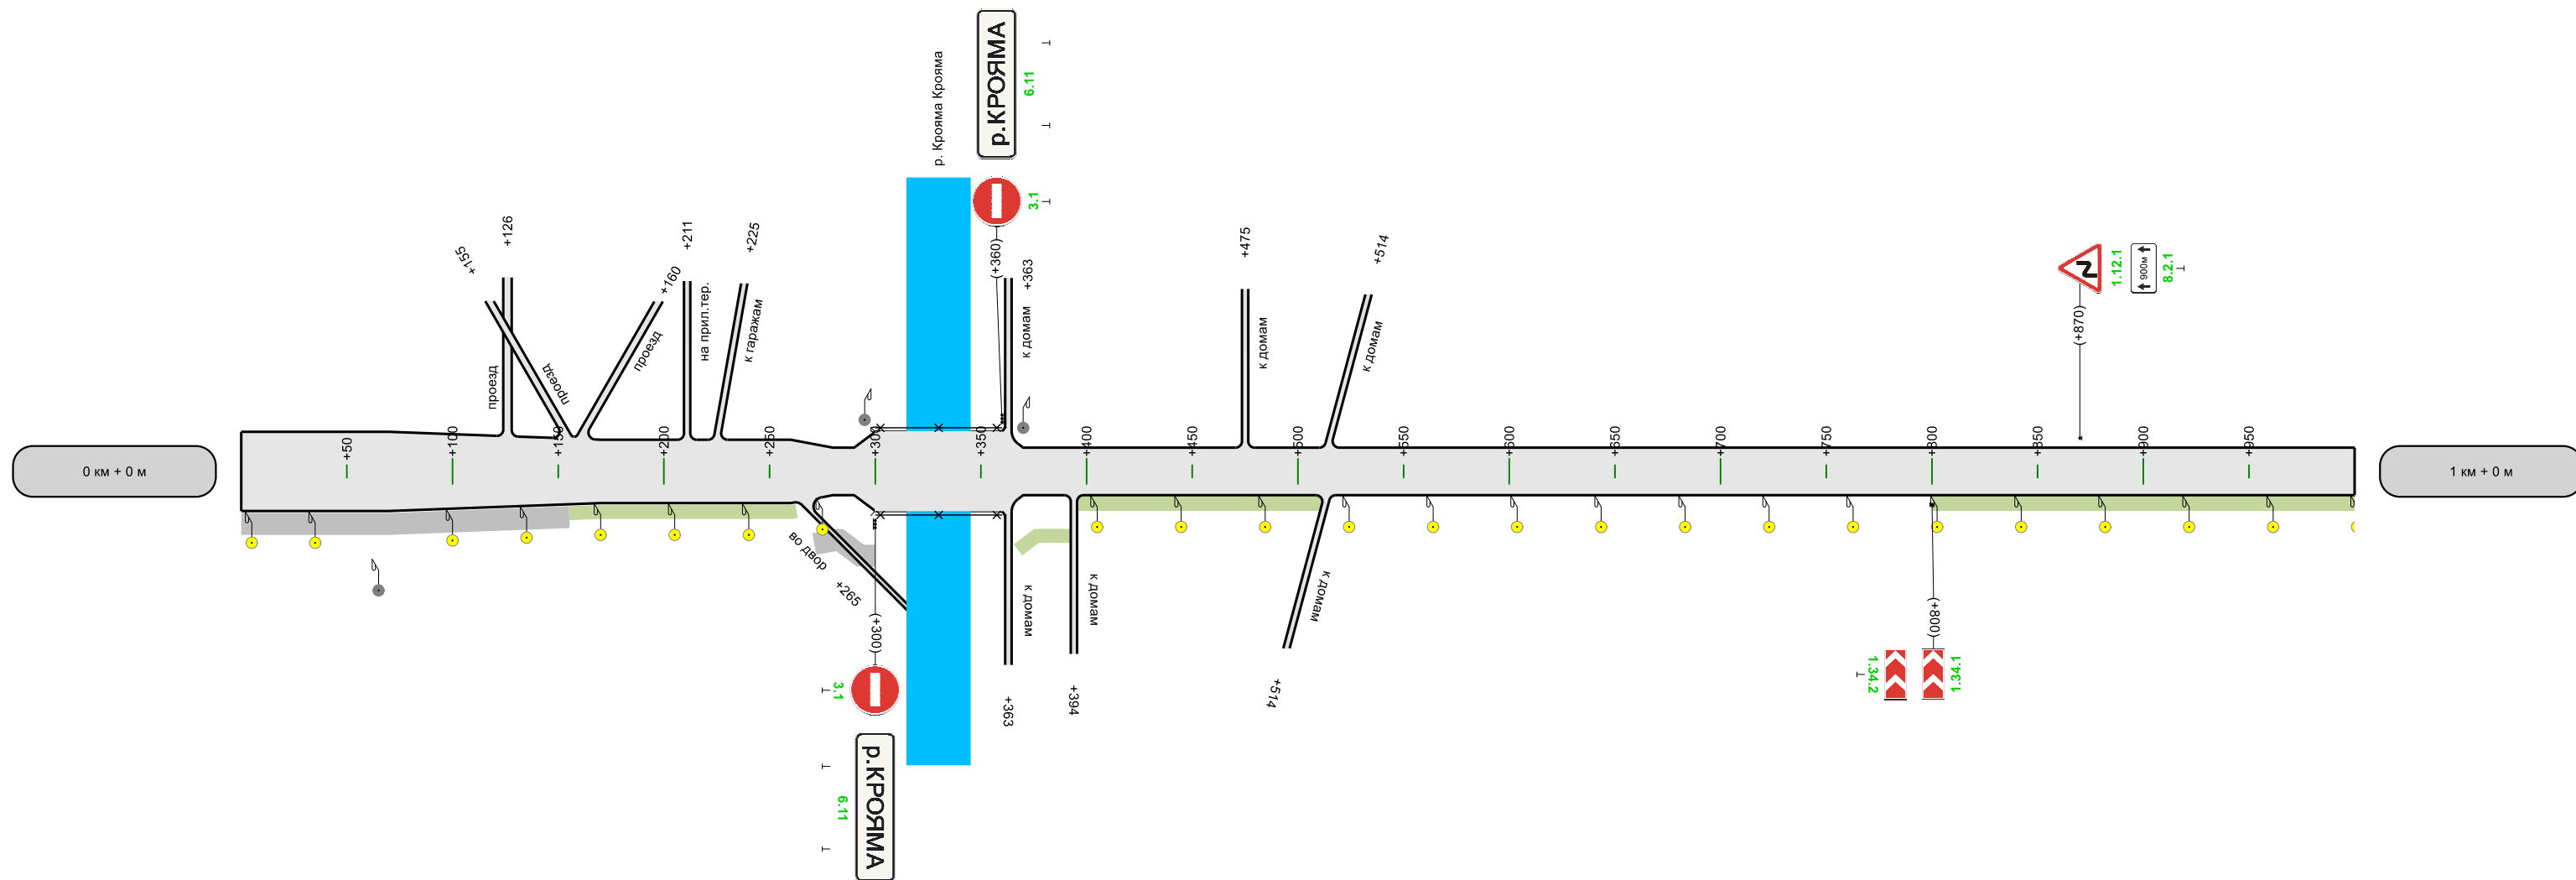 р.КРОЯМА
6.11
р. Крояма Крояма
3.1
(+360)
+126
+155
+211
+225
+160
+363
+475
+514
проезд
проезд
проезд
на прил.тер.
к гаражам
к домам
к домам
к домам
1.12.1
900м
8.2.1
(+870)
0 км + 0 м
+50
+100
+150
+200
+250
+300
+350
+400
+450
+500
+550
+600
+650
+700
+750
+800
+850
+900
+950
1 км + 0 м
во двор
+265
(+300)
3.1
6.11
р.КРОЯМА
к домам
+363
к домам
+394
к домам
+514
(+800)
1.34.2
1.34.1